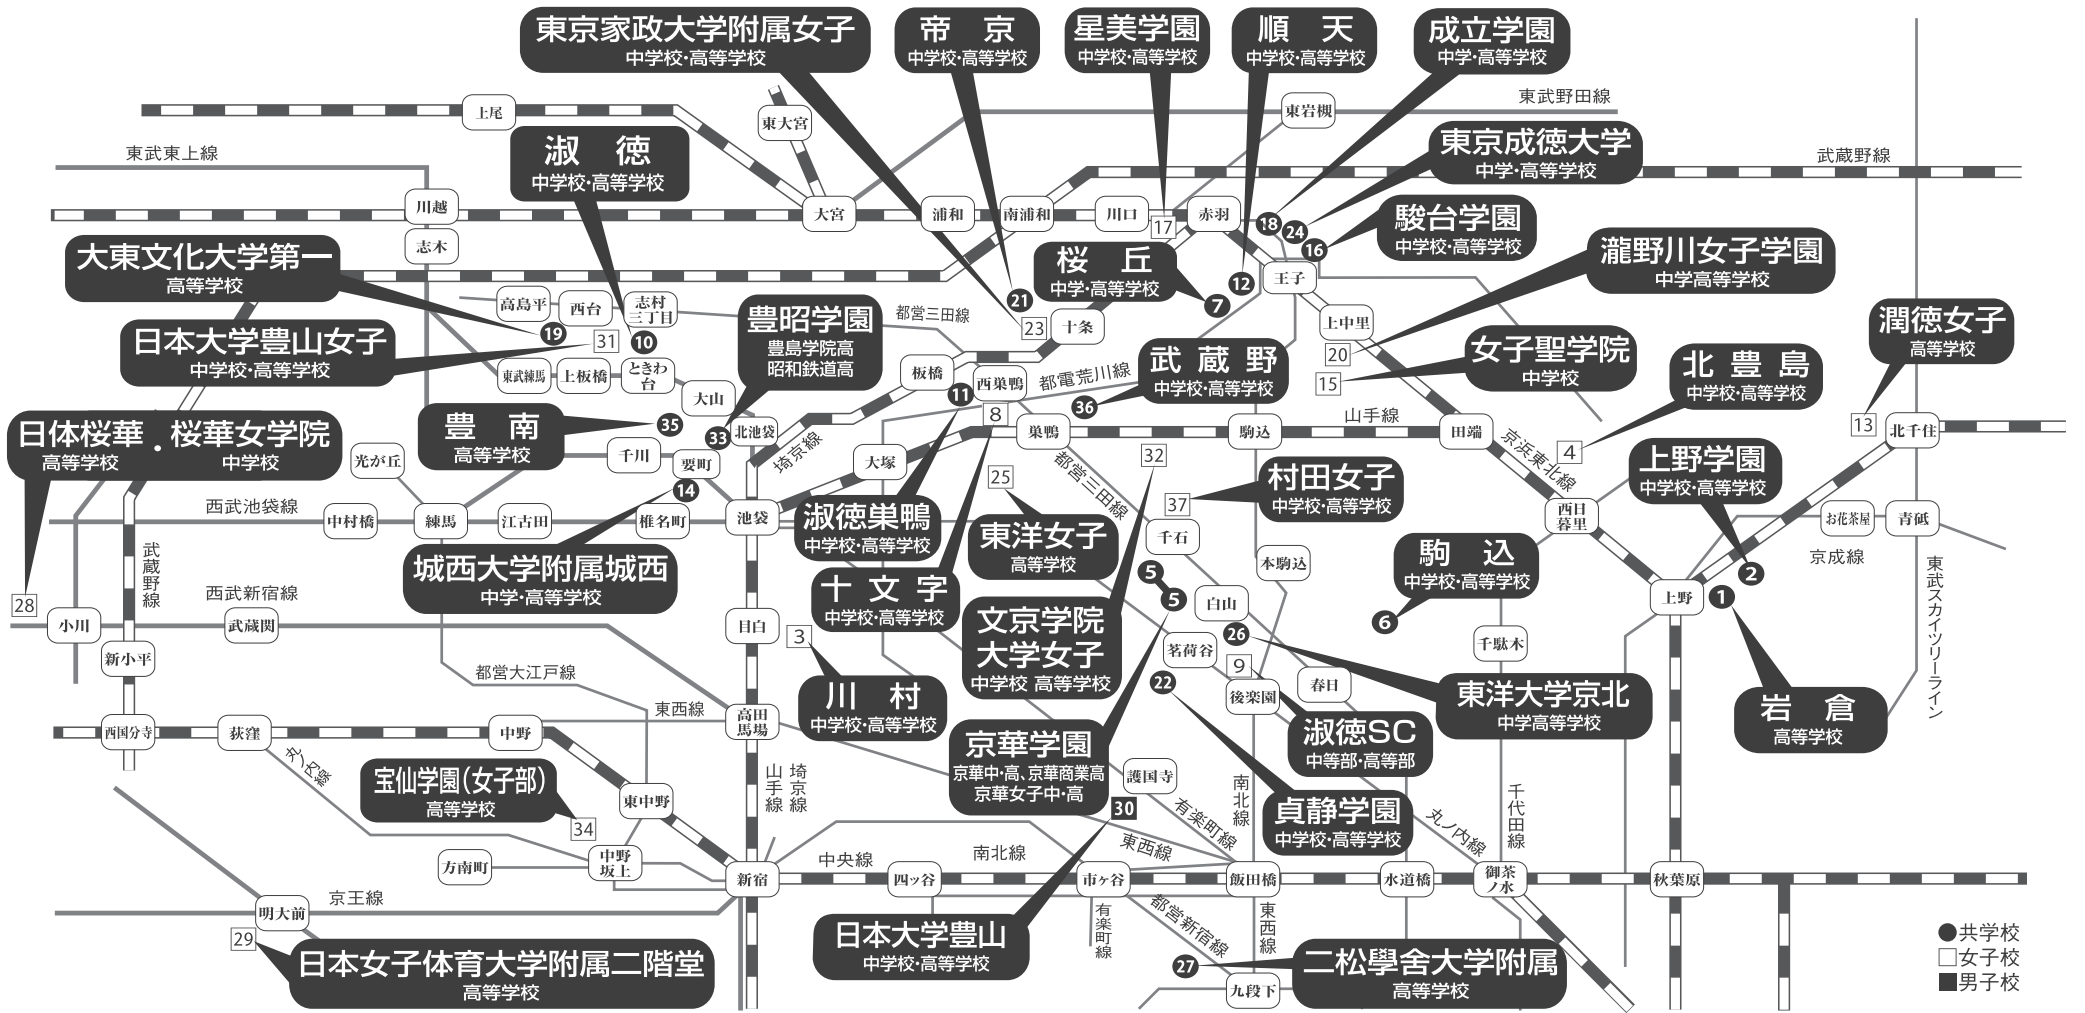 東京家政大学附属女子
中学校・高等学校
帝京
中学校・高等学校
星美学園
中学校・高等学校
順天
中学校・高等学校
成立学園
中学・高等学校
上尾
東大宮
東岩槻
東武野田線
東武東上線
淑徳
中学校・高等学校
東京成徳大学
中学・高等学校
武蔵野線
川越
志木
大宮
浦和
南浦和
川口
17
赤羽
18
24
16
駿台学園
中学校・高等学校
大東文化大学第一
高等学校
桜丘
中学・高等学校
瀧野川女子学園
中学高等学校
高島平
西台
志村
三丁目
21
7
12
王子
都営三田線
豊昭学園
豊島学院高
昭和鉄道高
潤徳女子
高等学校
日本大学豊山女子
中学校・高等学校
19
31
10
23
十条
上中里
20
女子聖学院
中学校
北豊島
中学校・高等学校
東武練馬
上板橋
ときわ
台
大山
板橋
11
西巣鴨
都電荒川線
武蔵野
中学校・高等学校
15
日体桜華・桜華女学院
高等学校
中学校
豊南
高等学校
35
33
北池袋
8
36
山手線
13
北千住
光が丘
千川
要町
14
埼京線
大塚
巣鴨
駒込
田端
京浜東北線
4
上野学園
中学校・高等学校
西武池袋線
中村橋
練馬
江古田
椎名町
池袋
淑徳巣鴨
中学校・高等学校
25
東洋女子
高等学校
都営三田線
32
37
村田女子
中学校・高等学校
西日
暮里
お花茶屋
青砥
京成線
東武スカイツリーライン
武蔵野線
城西大学附属城西
中学・高等学校
十文字
中学校・高等学校
千石
本駒込
駒込
中学校・高等学校
2
28
西武新宿線
小川
武蔵関
目白
3
文京学院
大学女子
中学校 高等学校
5
5
白山
6
上野
1
新小平
都営大江戸線
川村
中学校・高等学校
茗荷谷
26
9
千駄木
22
後楽園
春日
東洋大学京北
中学高等学校
岩倉
高等学校
西国分寺
荻窪
中野
東西線
高田
馬場
京華学園
京華中・高、京華商業高
京華女子中・高
淑徳SC
中等部・高等部
丸ノ内線
宝仙学園(女子部)
高等学校
34
東中野
山手線
埼京線
護国寺
30
有楽町線
南北線
貞静学園
中学校・高等学校
丸ノ内線
千代田線
方南町
中野
坂上
新宿
中央線
四ッ谷
南北線
市ヶ谷
東西線
飯田橋
水道橋
御茶
ノ水
秋葉原
京王線
明大前
29
日本女子体育大学附属二階堂
高等学校
日本大学豊山
中学校・高等学校
有楽町線
都営新宿線
東西線
27
九段下
二松學舎大学附属
高等学校
共学校
女子校
男子校